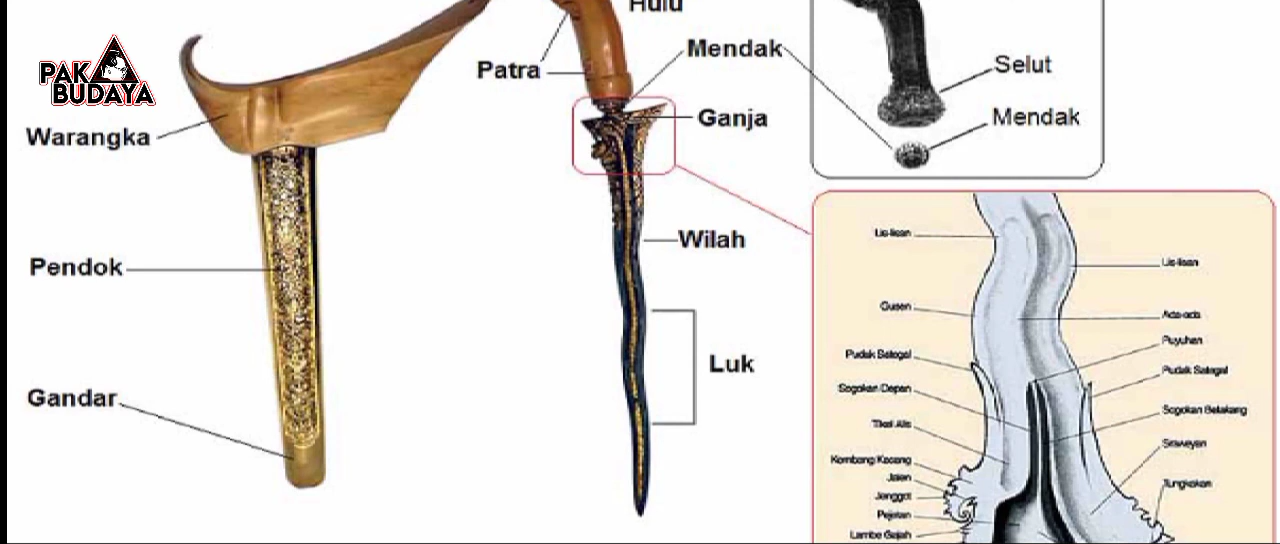 PAK
BUDAYA
Warangka
Pendok
Gandar
Hulu
Patra
Mendak
Ganja
Wilah
Luk
Selut
Mendak
Lis-lisan
Gusen
Pudak Sategal
Sogokan Depan
Tikel Alis
Kembang Kacang
Jalen
Jenggot
Pejetan
Lambe Gajah
Lis-lisan
Ada-ada
Puyuhan
Pudak Sategal
Sogokan Belakang
Sraweyan
Tungkakan